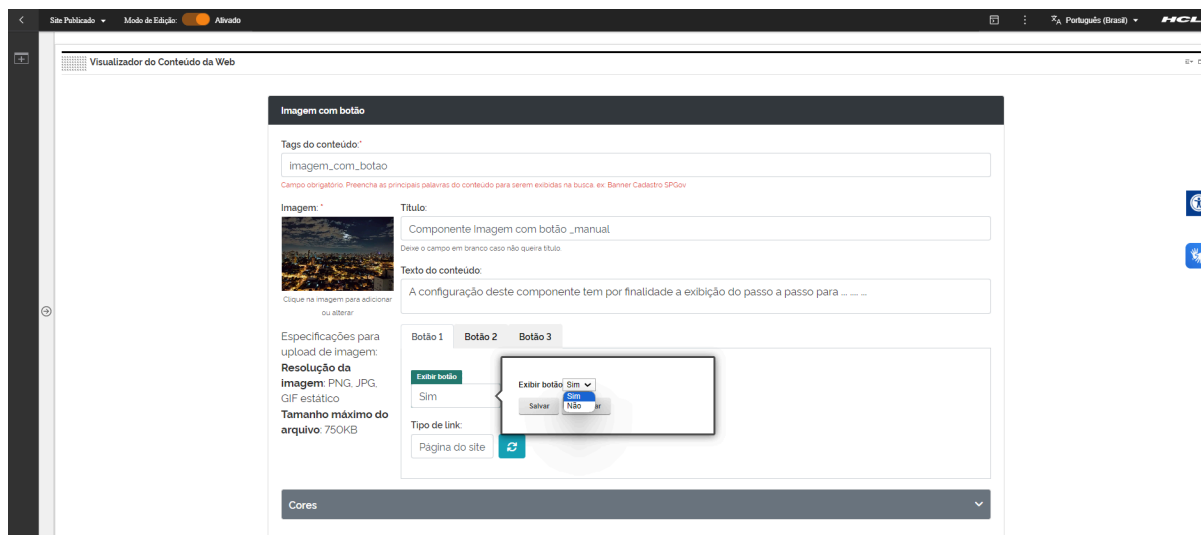 Site Publicado
Modo de Edição:
Ativado
Português (Brasil)
HCL
Visualizador do Conteúdo da Web
Imagem com botão
Tags do conteúdo:*
imagem_com_botao
Campo obrigatório. Preencha as principais palavras do conteúdo para serem exibidas na busca. ex: Banner Cadastro SPGov
Imagem: *
Título:
Componente Imagem com botão _manual
Deixe o campo em branco caso não queira título.
Texto do conteúdo:
A configuração deste componente tem por finalidade a exibição do passo a passo para ... .... ...
Clique na imagem para adicionar
ou alterar
Especificações para
upload de imagem:
Resolução da
imagem: PNG, JPG,
GIF estático
Tamanho máximo do
arquivo: 750KB
Botão 1
Botão 2
Botão 3
Exibir botão
Sim
Exibir botão Sim
Sim
Não
Salvar
Tipo de link:
Página do site
Cores